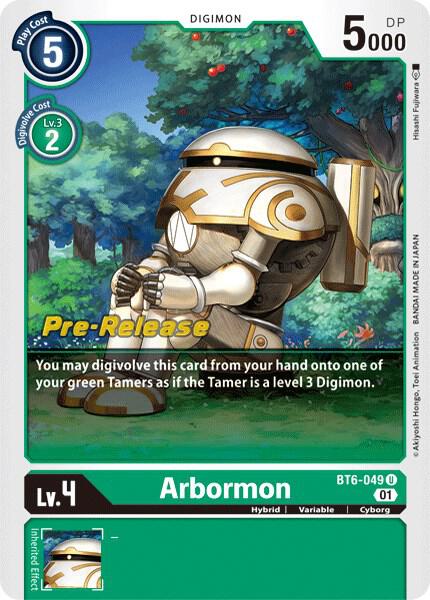 DIGIMON
Play Cost
5
DP
5000
Digivolve Cost
Lv.3
2
Hisashi Fujiwara
Pre-Release
You may digivolve this card from your hand onto one of
your green Tamers as if the Tamer is a level 3 Digimon.
©Akiyoshi Hongo, Toei Animation BANDAI MADE IN JAPAN
Lv.4
Arbormon
BT6-049 U
01
Hybrid | Variable | Cyborg
Inherited Effect
–